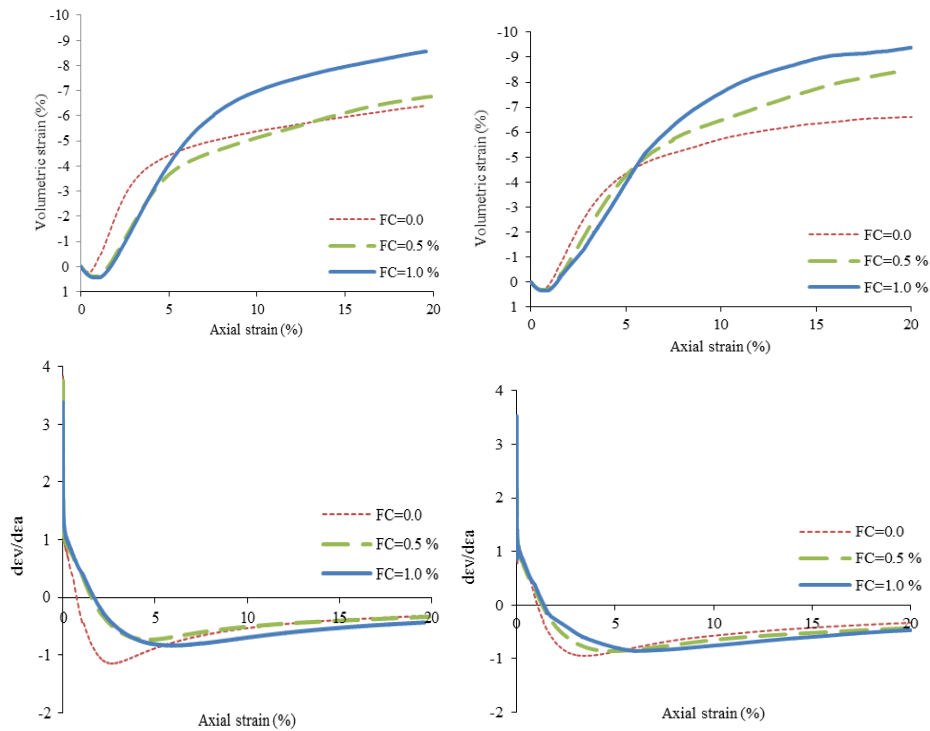 -10
-9
-8
-7
-6
-5
-4
-3
-2
-1
0
1
Volumetric strain (%)
0 5 10 15 20
Axial strain (%)
FC=0.0
FC=0.5 %
FC=1.0 %
-10
-9
-8
-7
-6
-5
-4
-3
-2
-1
0
1
Volumetric strain (%)
0 5 10 15 20
Axial strain (%)
FC=0.0
FC=0.5 %
FC=1.0 %
4
3
2
1
0
-1
-2
dεv/dεa
0 5 10 15 20
Axial strain (%)
FC=0.0
FC=0.5 %
FC=1.0 %
4
3
2
1
0
-1
-2
dεv/dεa
0 5 10 15 20
Axial strain (%)
FC=0.0
FC=0.5 %
FC=1.0 %